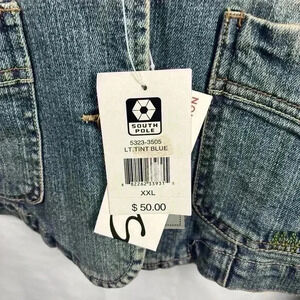 SOUTH
POLE
5323-3505
LT.TINT BLUE
XXL
$ 50.00